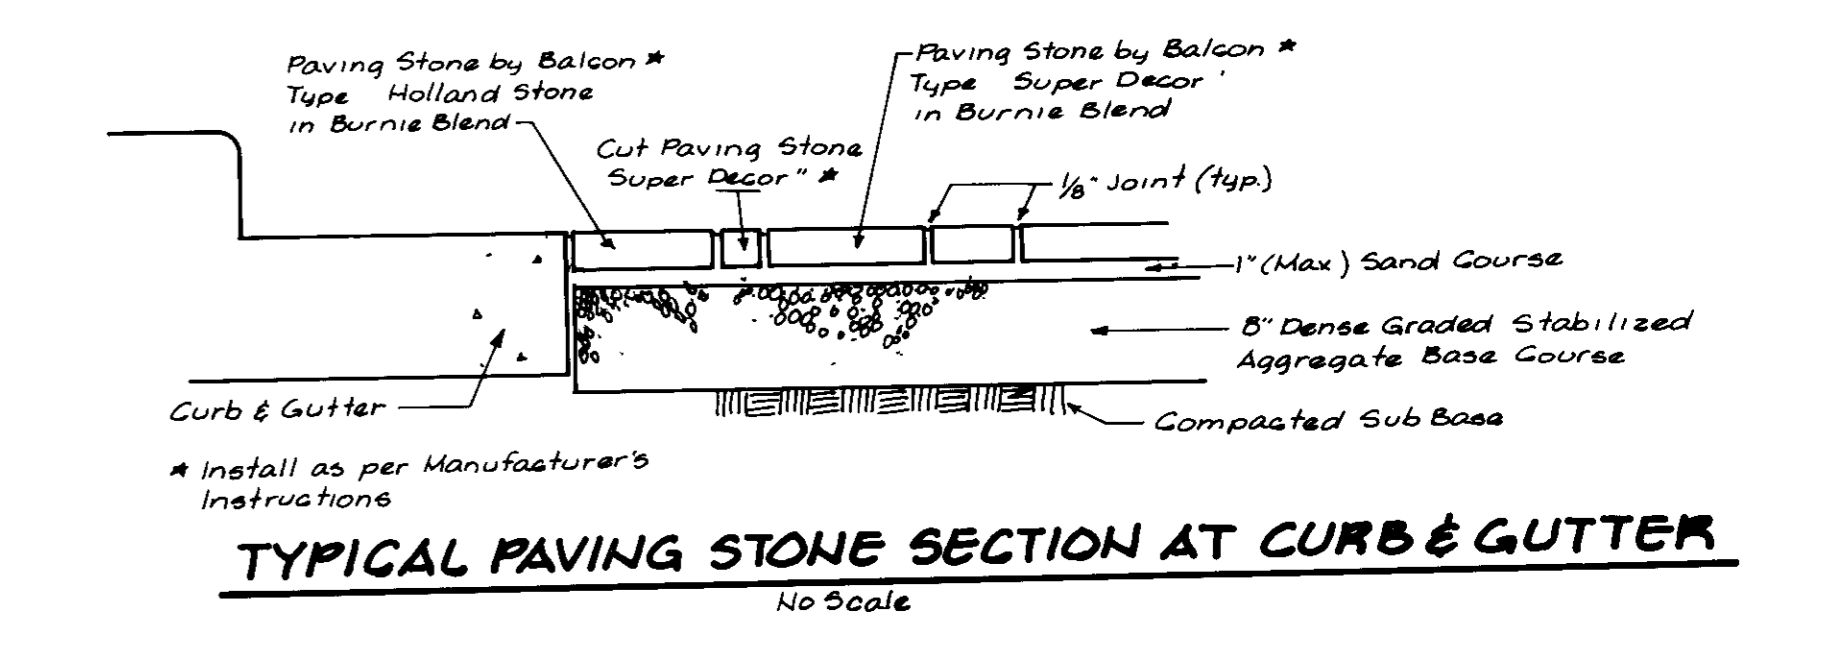 Paving Stone by Balcon ★
Type Holland Stone
in Burnie Blend
Paving Stone by Balcon ★
Type Super Decor '
in Burnie Blend
Cut Paving Stone
Super Decor" ★
1/8" Joint (typ.)
1" (Max) Sand Course
8" Dense Graded Stabilized
Aggregate Base Course
Curb & Gutter
Compacted Sub Base
★ Install as per Manufacturer's
Instructions
TYPICAL PAVING STONE SECTION AT CURB & GUTTER
No Scale